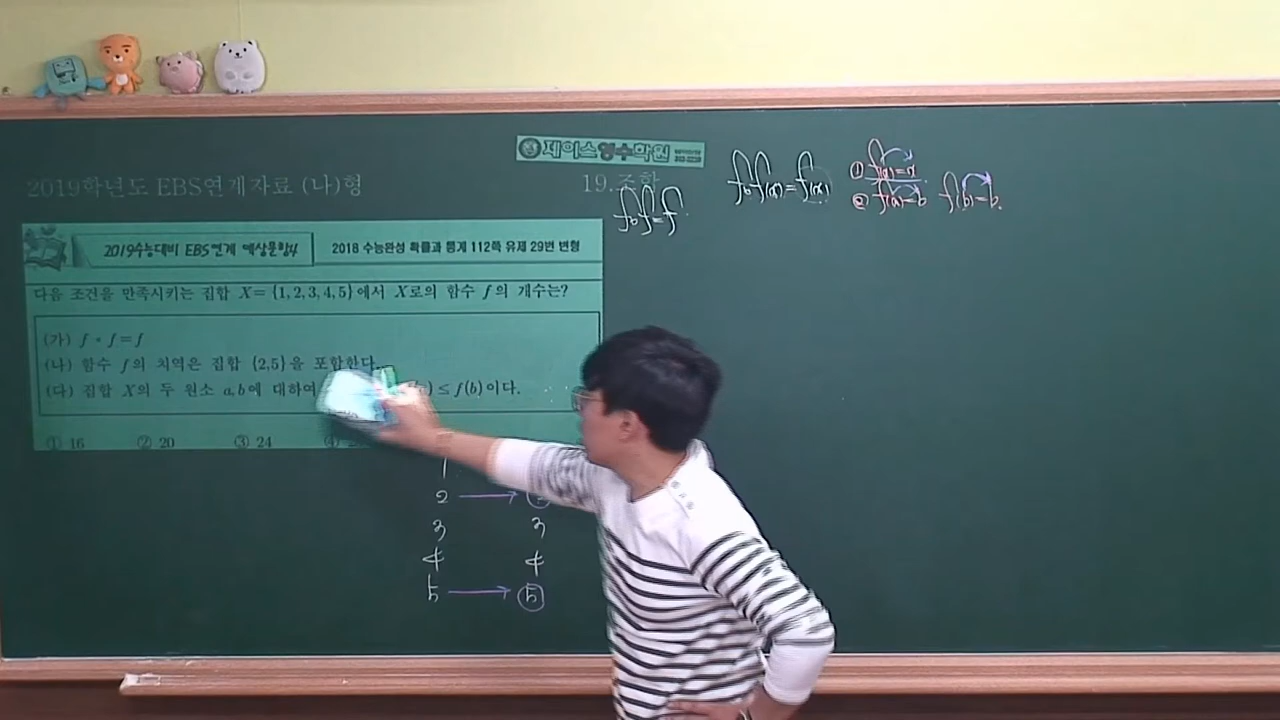 제이스영수학원
2019학년도 EBS연계자료 (나)형
19.조합
2019수능대비 EBS연계 예상문항4
2018 수능완성 확률과 통계 112쪽 유제 29번 변형
다음 조건을 만족시키는 집합 X={1,2,3,4,5}에서 X로의 함수 f의 개수는?
(가) f∘f=f
(나) 함수 f의 치역은 집합 {2,5}을 포함한다.
(다) 집합 X의 두 원소 a,b에 대하여 ) ≤ f(b)이다.
① 16 ② 20 ③ 24 ④
f∘f=f
f∘f(x)=f(x)
① f(a)=a
② f(a)=b f(b)=b
1
2 →
3 3
4 4
5 → 5